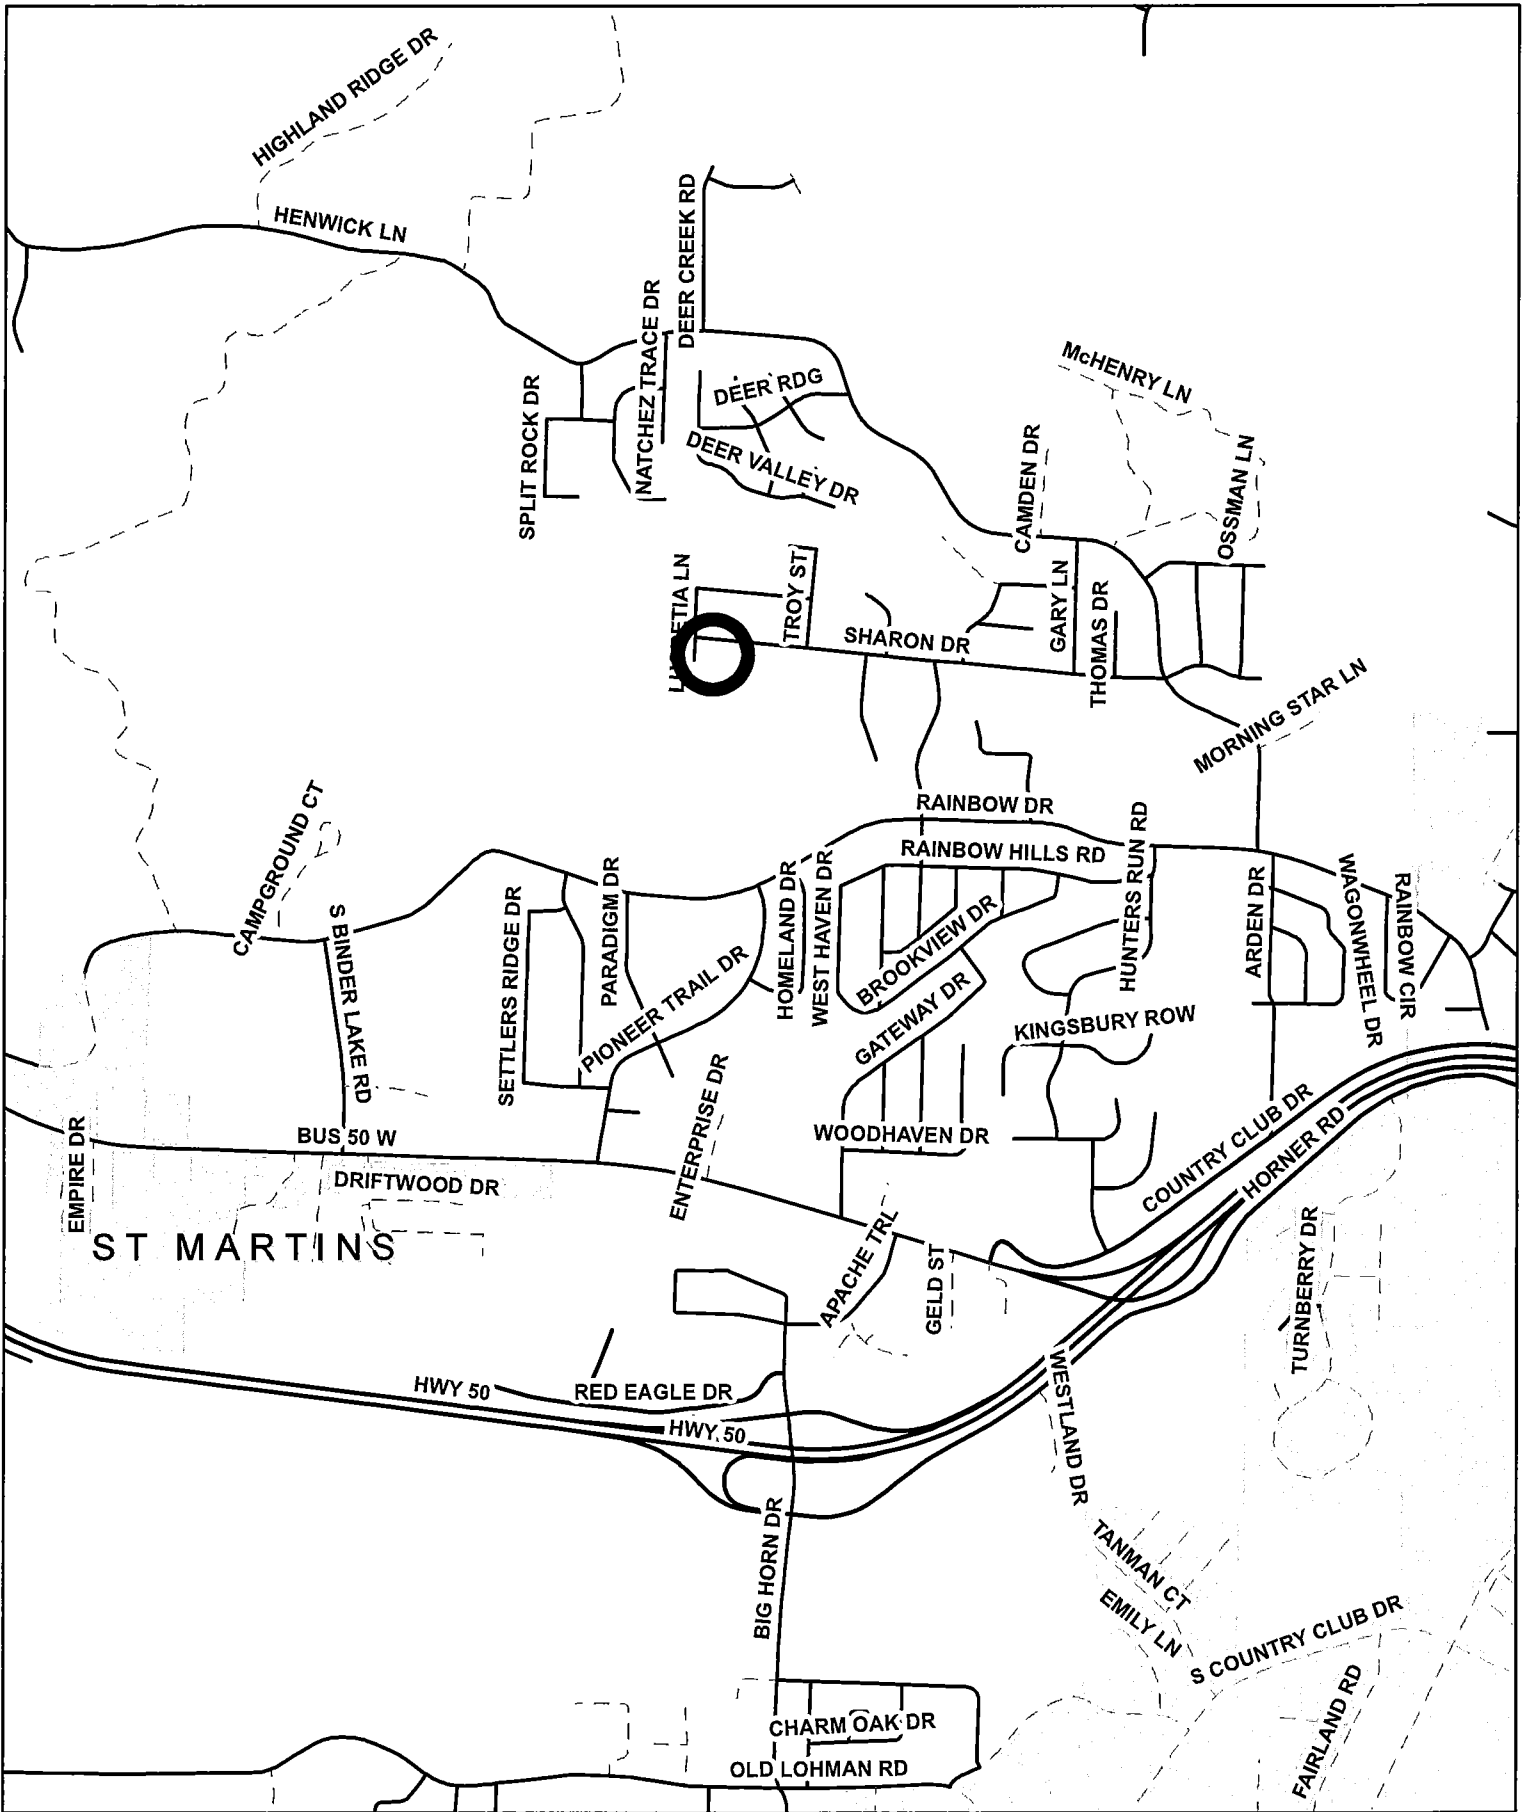 HIGHLAND RIDGE DR
HENWICK LN
DEER CREEK RD
NATCHEZ TRACE DR
SPLIT ROCK DR
DEER RDG
DEER VALLEY DR
McHENRY LN
CAMDEN DR
OSSMAN LN
TROY ST
GARY LN
THOMAS DR
SHARON DR
MORNING STAR LN
CAMPGROUND CT
S BINDER LAKE RD
SETTLERS RIDGE DR
PARADIGM DR
PIONEER TRAIL DR
HOMELAND DR
WEST HAVEN DR
RAINBOW DR
RAINBOW HILLS RD
BROOKVIEW DR
GATEWAY DR
HUNTERS RUN RD
KINGSBURY ROW
ARDEN DR
WAGONWHEEL DR
RAINBOW CIR
EMPIRE DR
BUS 50 W
DRIFTWOOD DR
ENTERPRISE DR
WOODHAVEN DR
COUNTRY CLUB DR
HORNER RD
ST MARTINS
APACHE TRL
GELD ST
TURNBERRY DR
HWY 50
RED EAGLE DR
HWY 50
WESTLAND DR
BIG HORN DR
TANMAN CT
EMILY LN
S COUNTRY CLUB DR
FAIRLAND RD
CHARM OAK DR
OLD LOHMAN RD